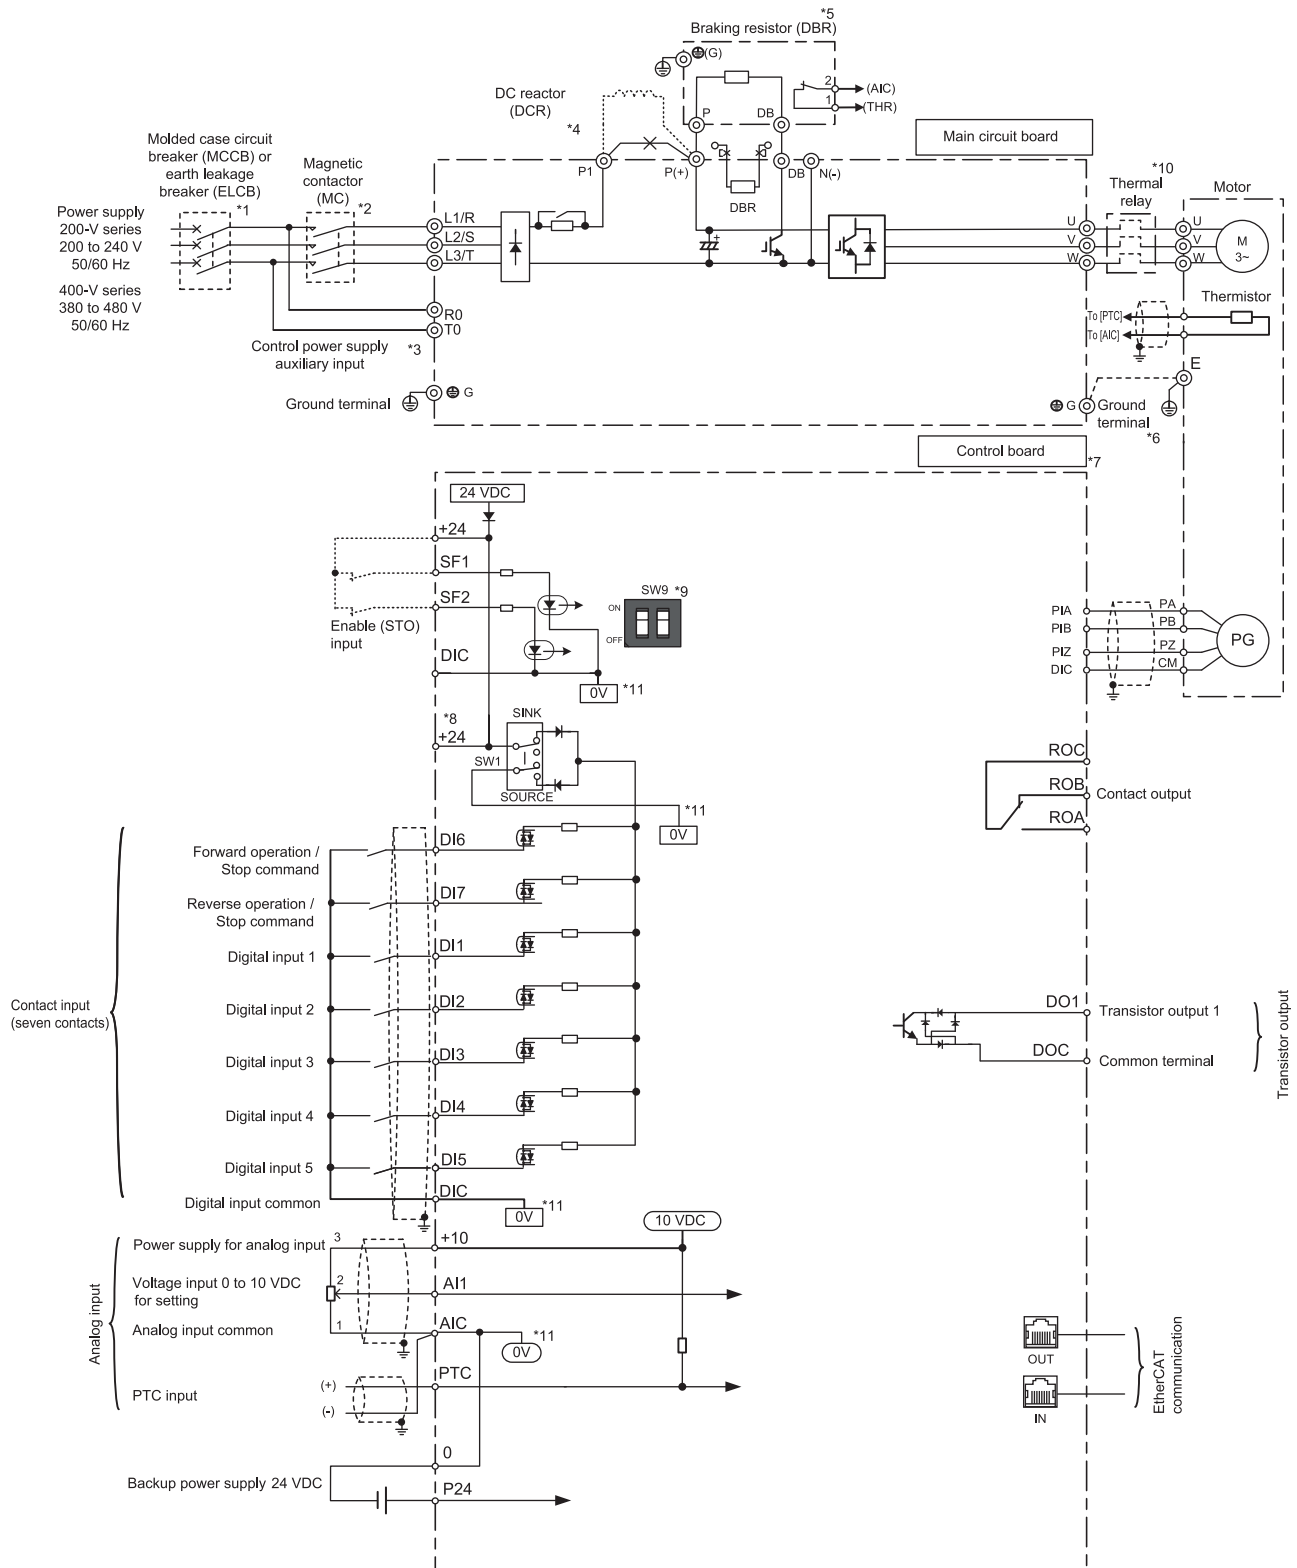 *5
Braking resistor (DBR)
(G)
DC reactor
(DCR)
*4
2
(AIC)
1
(THR)
P
DB
Main circuit board
Molded case circuit
breaker (MCCB) or
earth leakage
breaker (ELCB)
*1
Magnetic
contactor
(MC)
*2
P1
P(+)
DBR
DB
N(-)
*10
Thermal
relay
Motor
Power supply
200-V series
200 to 240 V
50/60 Hz
400-V series
380 to 480 V
50/60 Hz
L1/R
L2/S
L3/T
R0
T0
*3
Control power supply
auxiliary input
+
U
V
W
U
V
W
M
3~
Thermistor
To [PTC]
To [AIC]
E
Ground terminal
G
G
Ground
terminal
*6
Control board
*7
24 VDC
+24
SF1
SF2
Enable (STO)
input
DIC
0V
*11
SW9
*9
ON
OFF
PIA
PIB
PIZ
DIC
PA
PB
PZ
CM
PG
*8
+24
SW1
SINK
SOURCE
*11
0V
ROC
ROB
ROA
Contact output
Contact input
(seven contacts)
Forward operation /
Stop command
DI6
Reverse operation /
Stop command
DI7
Digital input 1
DI1
Digital input 2
DI2
Digital input 3
DI3
Digital input 4
DI4
Digital input 5
DI5
Digital input common
DIC
0V
*11
DO1
Transistor output 1
DOC
Common terminal
Transistor output
Analog input
Power supply for analog input
3
+10
10 VDC
Voltage input 0 to 10 VDC
for setting
2
AI1
Analog input common
1
AIC
*11
0V
PTC input
(+)
(-)
PTC
OUT
IN
EtherCAT
communication
0
Backup power supply 24 VDC
P24